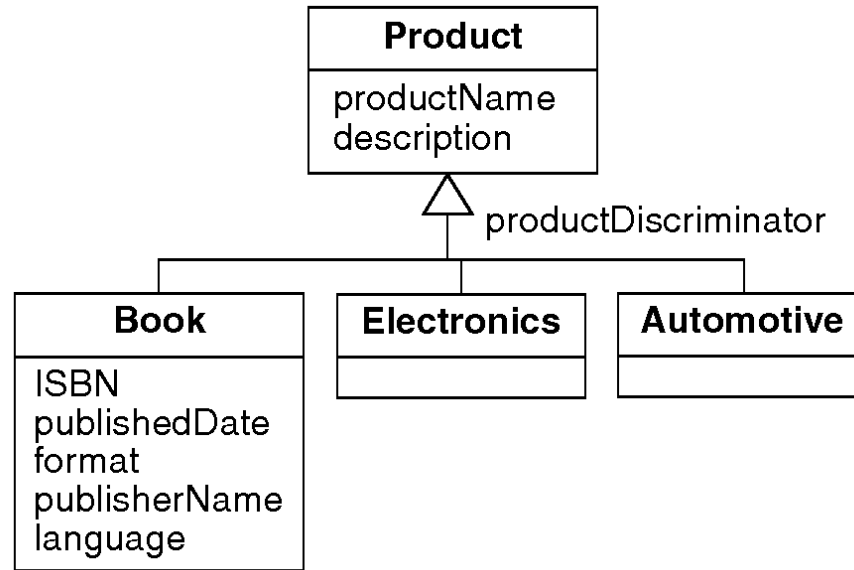 Product
productName
description
productDiscriminator
Book
ISBN
publishedDate
format
publisherName
language
Electronics
Automotive